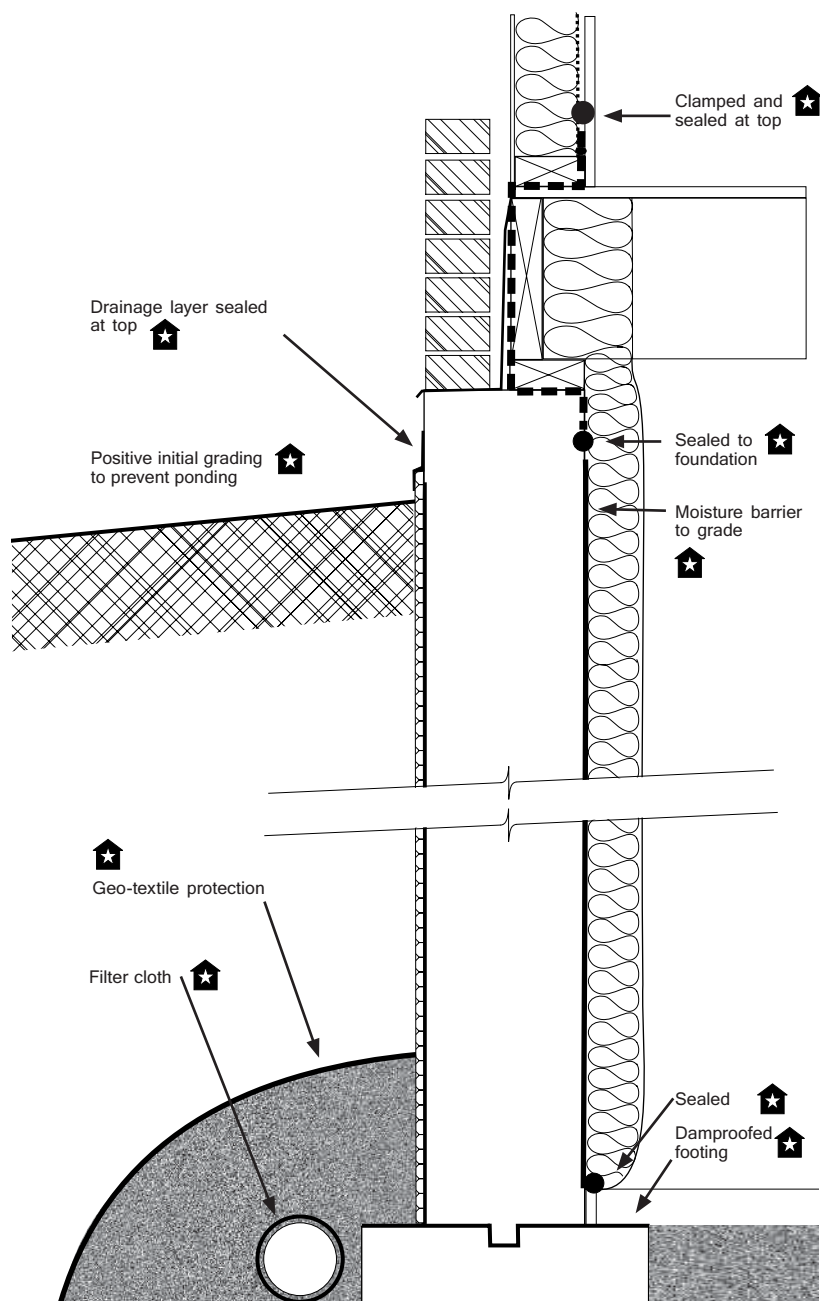 Clamped and
sealed at top
Drainage layer sealed
at top
Positive initial grading
to prevent ponding
Sealed to
foundation
Moisture barrier
to grade
Geo-textile protection
Filter cloth
Sealed
Damproofed
footing